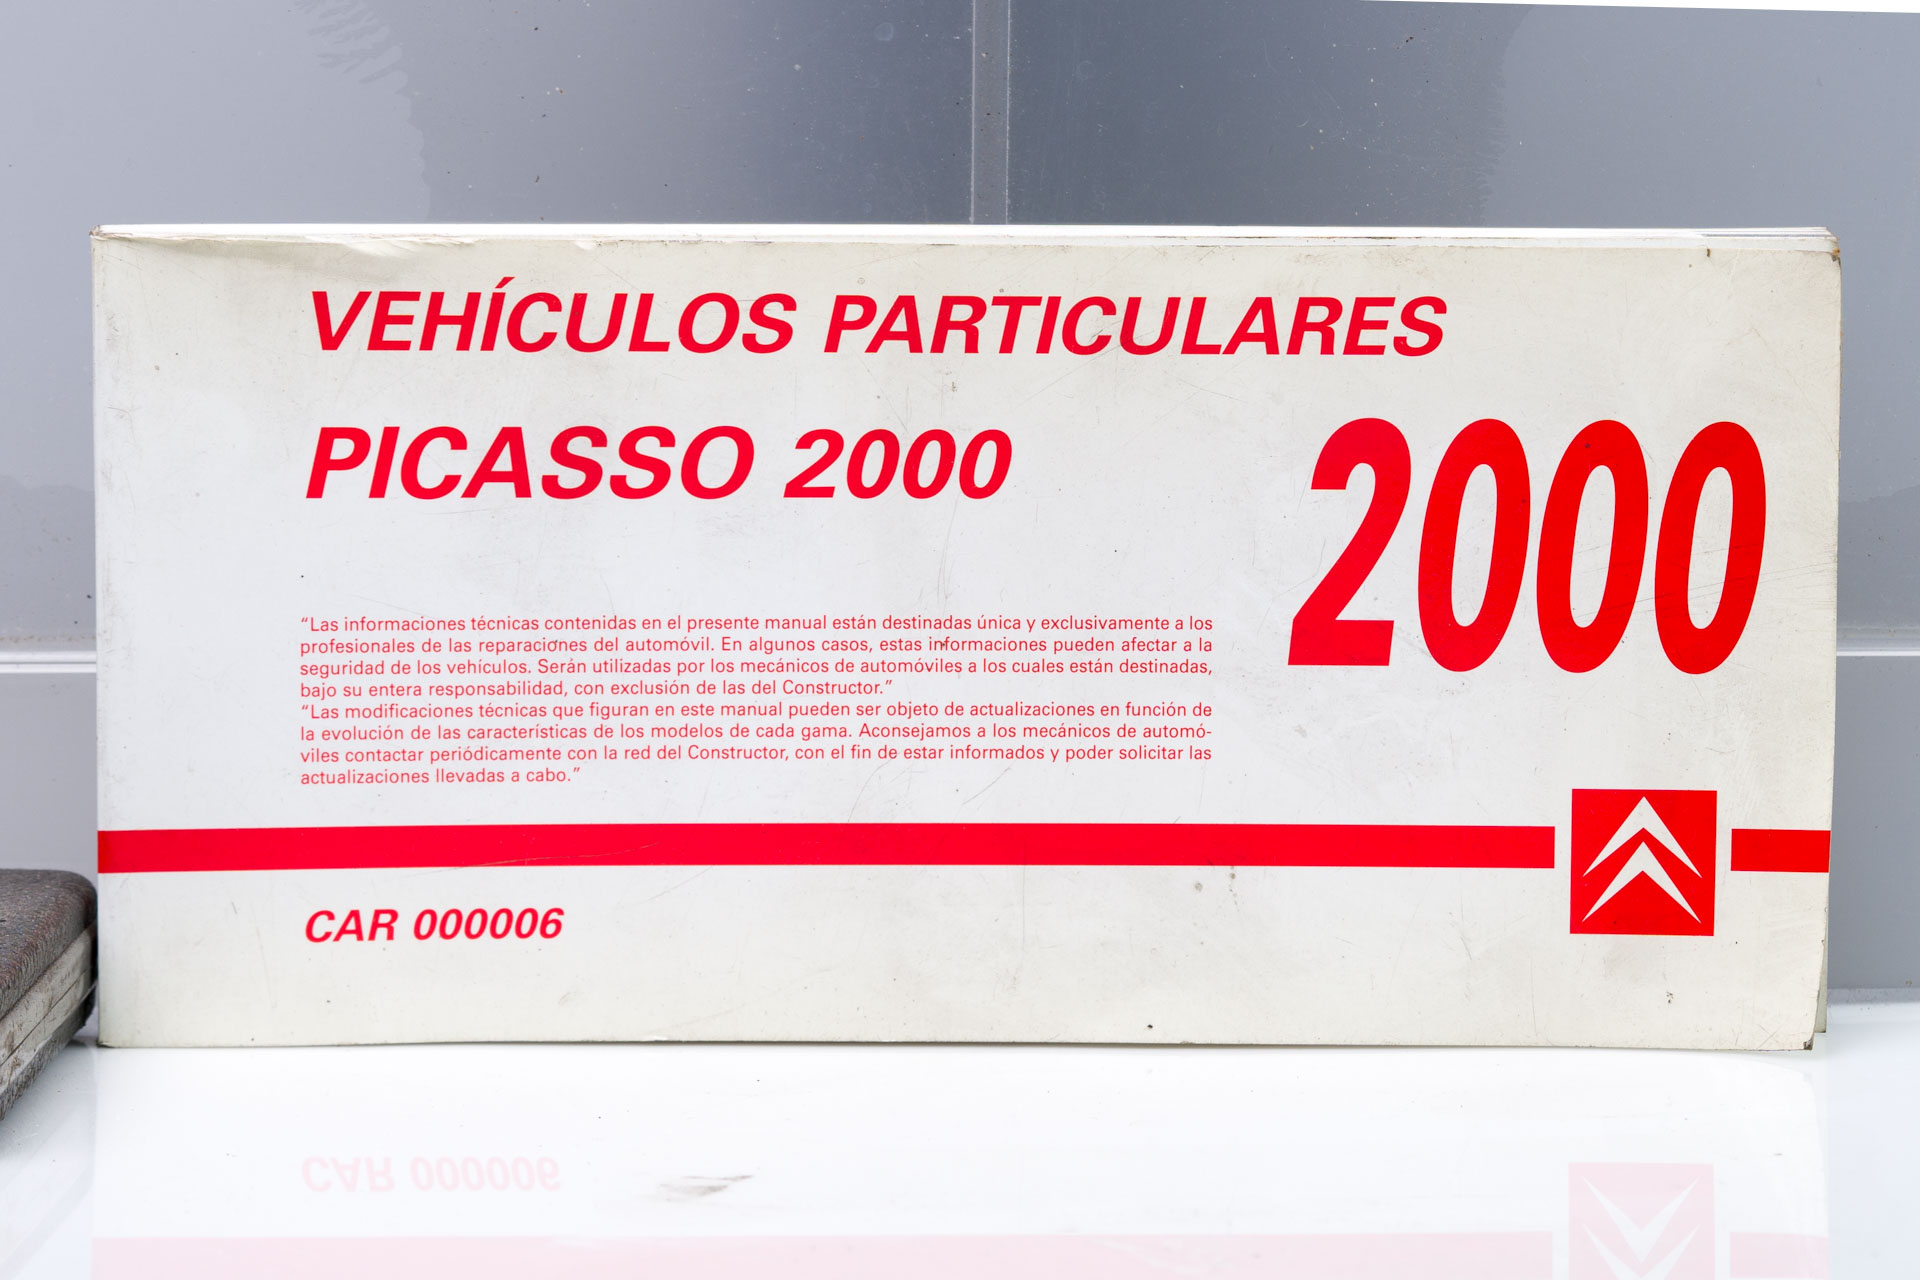 VEHÍCULOS PARTICULARES
PICASSO 2000
2000
“Las informaciones técnicas contenidas en el presente manual están destinadas única y exclusivamente a los
profesionales de las reparaciones del automóvil. En algunos casos, estas informaciones pueden afectar a la
seguridad de los vehículos. Serán utilizadas por los mecánicos de automóviles a los cuales están destinadas,
bajo su entera responsabilidad, con exclusión de las del Constructor.”
“Las modificaciones técnicas que figuran en este manual pueden ser objeto de actualizaciones en función de
la evolución de las características de los modelos de cada gama. Aconsejamos a los mecánicos de automó-
viles contactar periódicamente con la red del Constructor, con el fin de estar informados y poder solicitar las
actualizaciones llevadas a cabo.”
CAR 000006